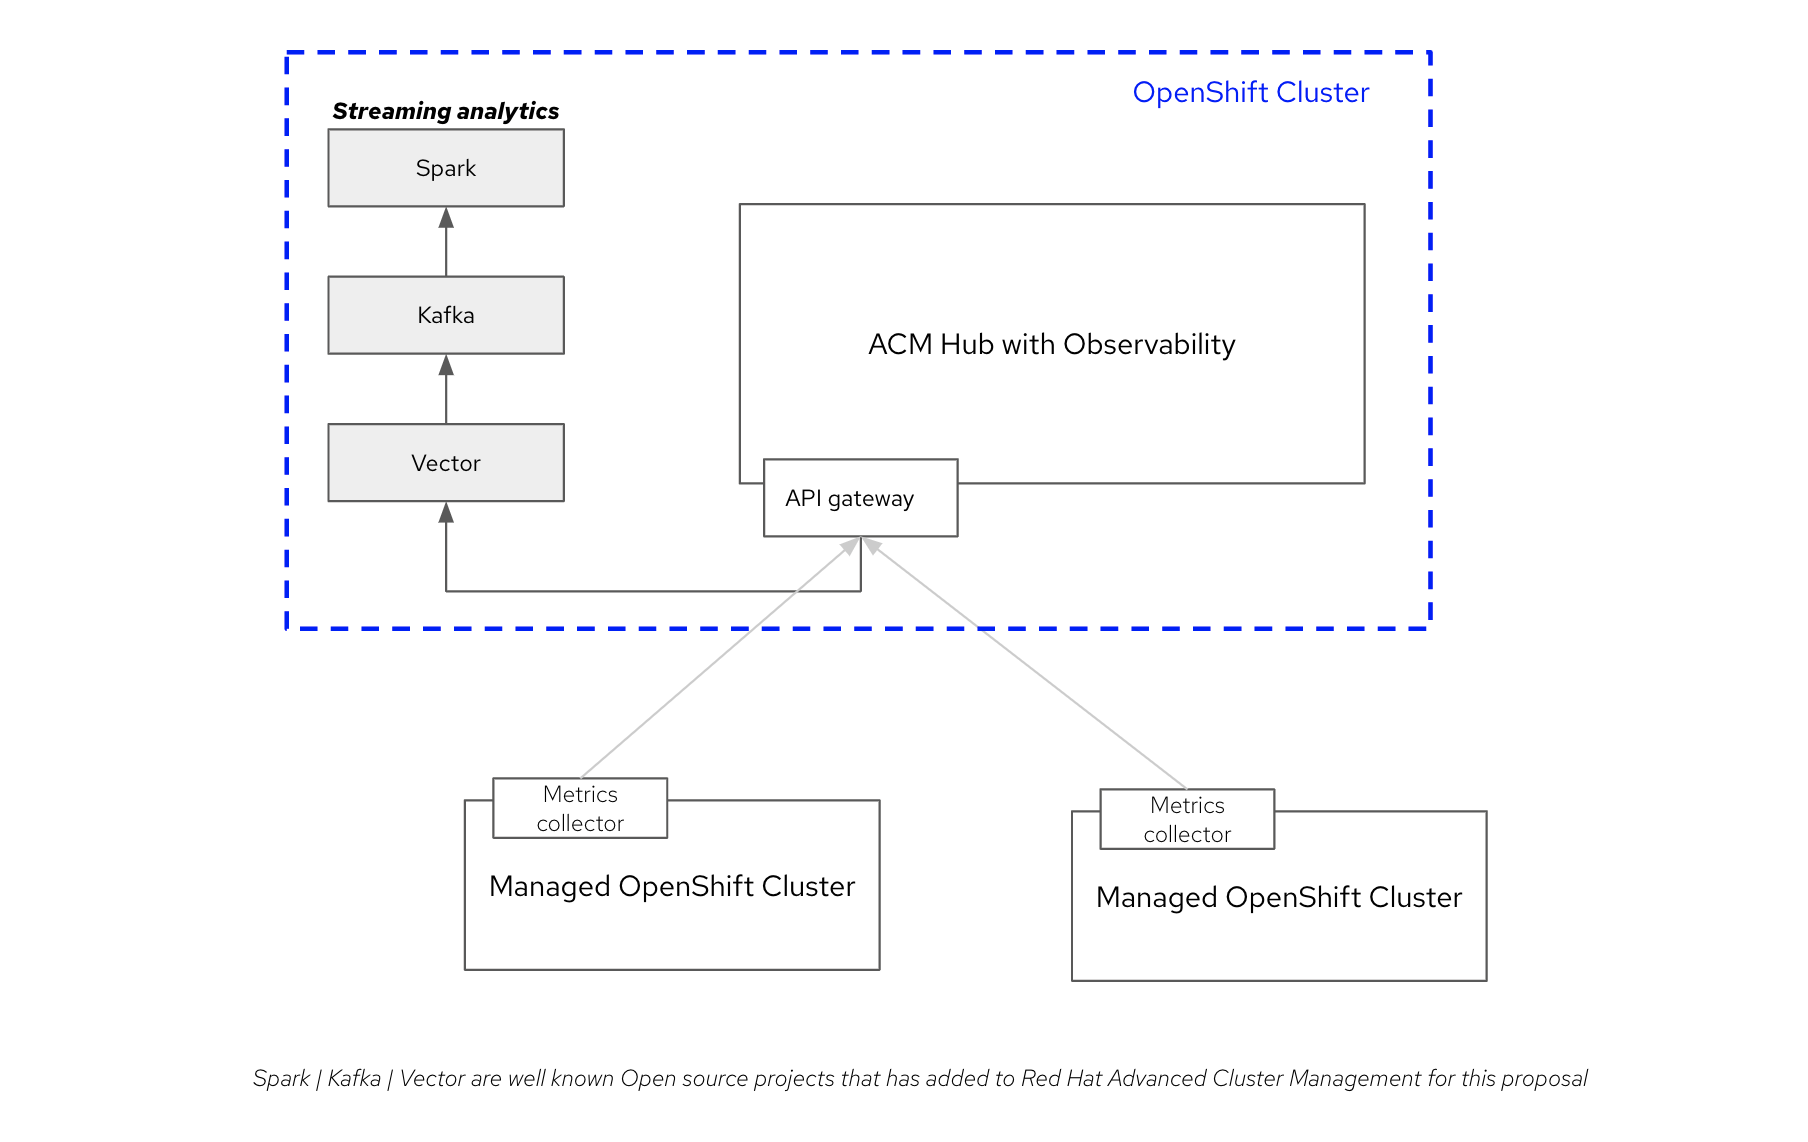 OpenShift Cluster
Streaming analytics
Spark
Kafka
Vector
ACM Hub with Observability
API gateway
Metrics
collector
Managed OpenShift Cluster
Metrics
collector
Managed OpenShift Cluster
Spark | Kafka | Vector are well known Open source projects that has added to Red Hat Advanced Cluster Management for this proposal